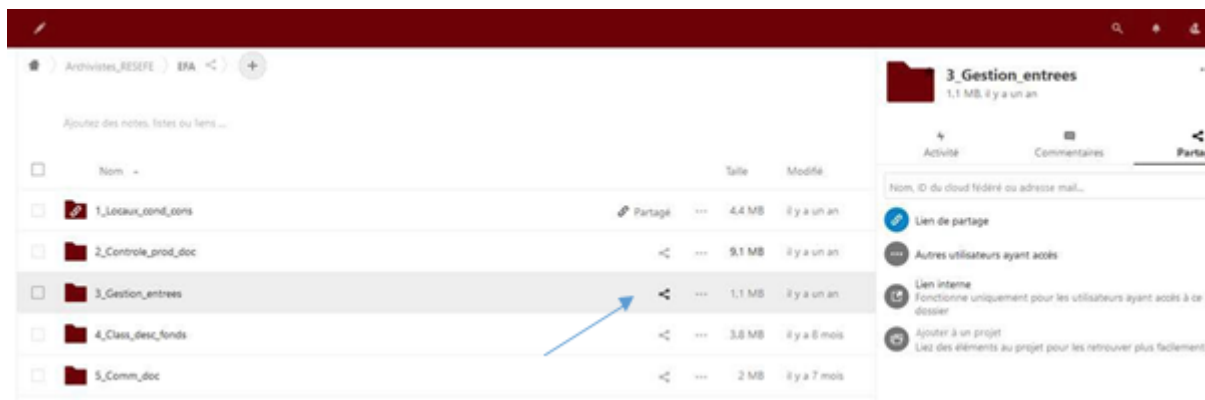 Archivistes_RESEFE EFA
Ajoutez des notes, listes ou liens ...
Nom Taille Modifié
1_Locaux_cond_cons Partagé ... 4,4 MB il y a un an
2_Controle_prod_doc ... 9,1 MB il y a un an
3_Gestion_entrees ... 1,1 MB il y a un an
4_Class_desc_fonds ... 3,8 MB il y a 8 mois
5_Comm_doc ... 2 MB il y a 7 mois
3_Gestion_entrees
1,1 MB, il y a un an
Activité Commentaires Parta
Nom, ID du cloud fédéré ou adresse mail...
Lien de partage
Autres utilisateurs ayant accès
Lien interne
Fonctionne uniquement pour les utilisateurs ayant accès à ce
dossier
Ajouter à un projet
Liez des éléments au projet pour les retrouver plus facilement